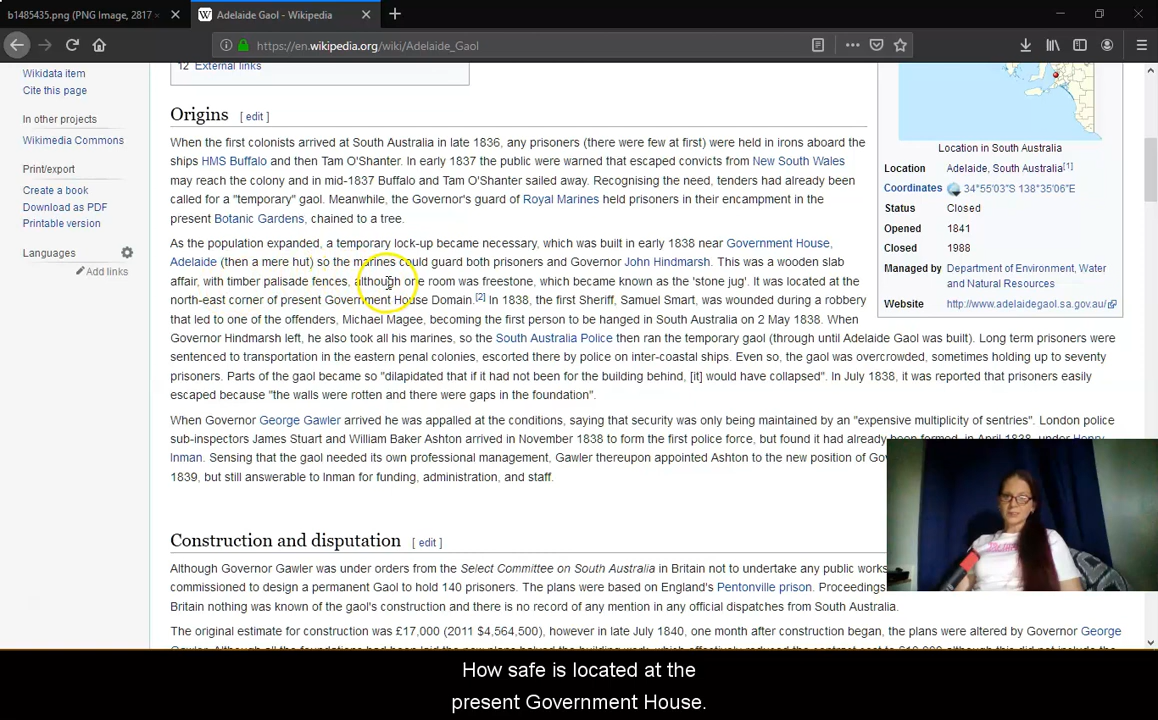 b1485435.png (PNG Image, 2817 ×
Adelaide Gaol - Wikipedia
https://en.wikipedia.org/wiki/Adelaide_Gaol
Wikidata item
Cite this page
In other projects
Wikimedia Commons
Print/export
Create a book
Download as PDF
Printable version
Languages
Add links
12 External links
Origins [ edit ]
When the first colonists arrived at South Australia in late 1836, any prisoners (there were few at first) were held in irons aboard the
ships HMS Buffalo and then Tam O'Shanter. In early 1837 the public were warned that escaped convicts from New South Wales
may reach the colony and in mid-1837 Buffalo and Tam O'Shanter sailed away. Recognising the need, tenders had already been
called for a "temporary" gaol. Meanwhile, the Governor's guard of Royal Marines held prisoners in their encampment in the
present Botanic Gardens, chained to a tree.
As the population expanded, a temporary lock-up became necessary, which was built in early 1838 near Government House,
Adelaide (then a mere hut) so the marines could guard both prisoners and Governor John Hindmarsh. This was a wooden slab
affair, with timber palisade fences, although one room was freestone, which became known as the 'stone jug'. It was located at the
north-east corner of present Government House Domain.[2] In 1838, the first Sheriff, Samuel Smart, was wounded during a robbery
that led to one of the offenders, Michael Magee, becoming the first person to be hanged in South Australia on 2 May 1838. When
Governor Hindmarsh left, he also took all his marines, so the South Australia Police then ran the temporary gaol (through until Adelaide Gaol was built). Long term prisoners were
sentenced to transportation in the eastern penal colonies, escorted there by police on inter-coastal ships. Even so, the gaol was overcrowded, sometimes holding up to seventy
prisoners. Parts of the gaol became so "dilapidated that if it had not been for the building behind, [it] would have collapsed". In July 1838, it was reported that prisoners easily
escaped because "the walls were rotten and there were gaps in the foundation".
When Governor George Gawler arrived he was appalled at the conditions, saying that security was only being maintained by an "expensive multiplicity of sentries". London police
sub-inspectors James Stuart and William Baker Ashton arrived in November 1838 to form the first police force, but found it had already been formed, in April 1838, under Henry
Inman. Sensing that the gaol needed its own professional management, Gawler thereupon appointed Ashton to the new position of Go
1839, but still answerable to Inman for funding, administration, and staff.
Construction and disputation [ edit ]
Although Governor Gawler was under orders from the Select Committee on South Australia in Britain not to undertake any public works
commissioned to design a permanent Gaol to hold 140 prisoners. The plans were based on England's Pentonville prison. Proceedings
Britain nothing was known of the gaol's construction and there is no record of any mention in any official dispatches from South Australia.
The original estimate for construction was £17,000 (2011 $4,564,500), however in late July 1840, one month after construction began, the plans were altered by Governor George
Location in South Australia
Location Adelaide, South Australia[1]
Coordinates 34°55′03″S 138°35′06″E
Status Closed
Opened 1841
Closed 1988
Managed by Department of Environment, Water
and Natural Resources
Website http://www.adelaidegaol.sa.gov.au/
How safe is located at the
present Government House.